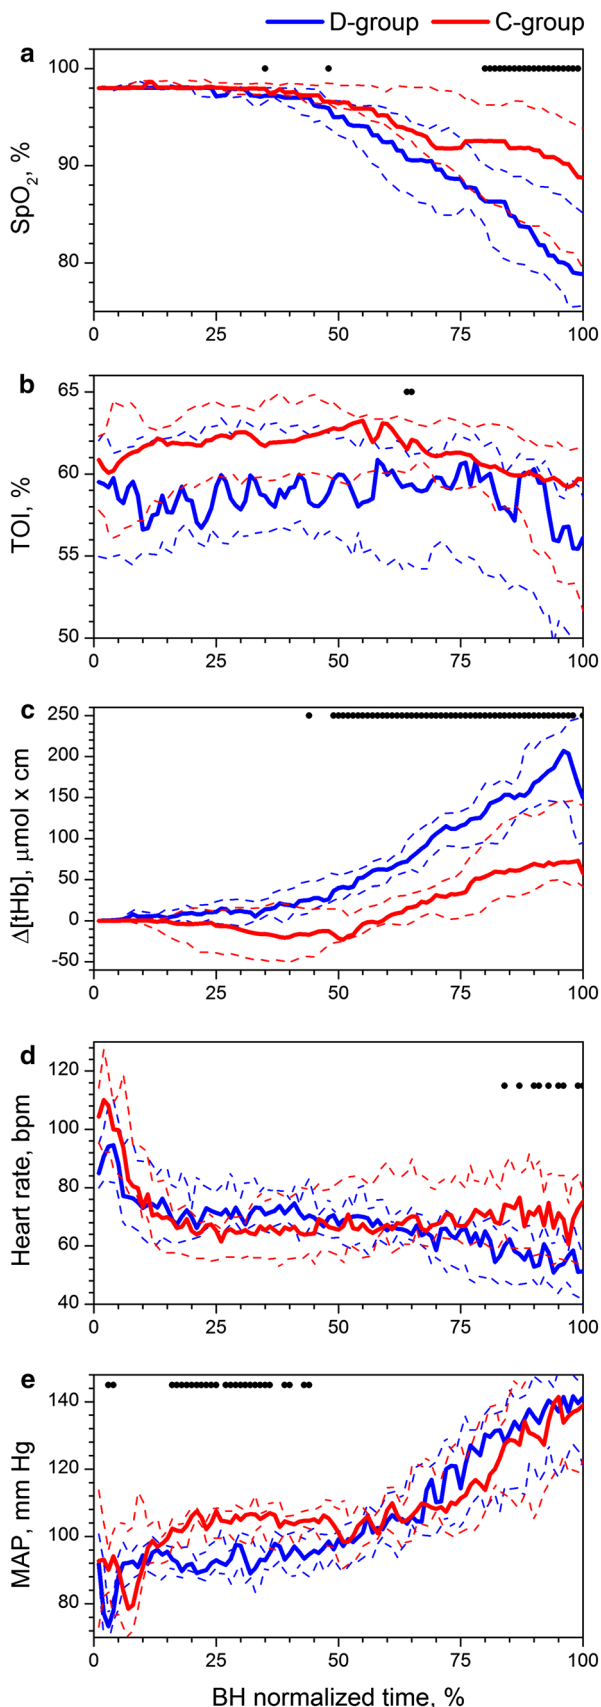 D-group C-group
a
100
90
80
SpO2, %
0 25 50 75 100
b
65
60
55
50
TOI, %
0 25 50 75 100
c
250
200
150
100
50
0
-50
Δ[tHb], μmol x cm
0 25 50 75 100
d
120
100
80
60
40
Heart rate, bpm
0 25 50 75 100
e
140
120
100
80
MAP, mm Hg
0 25 50 75 100
BH normalized time, %